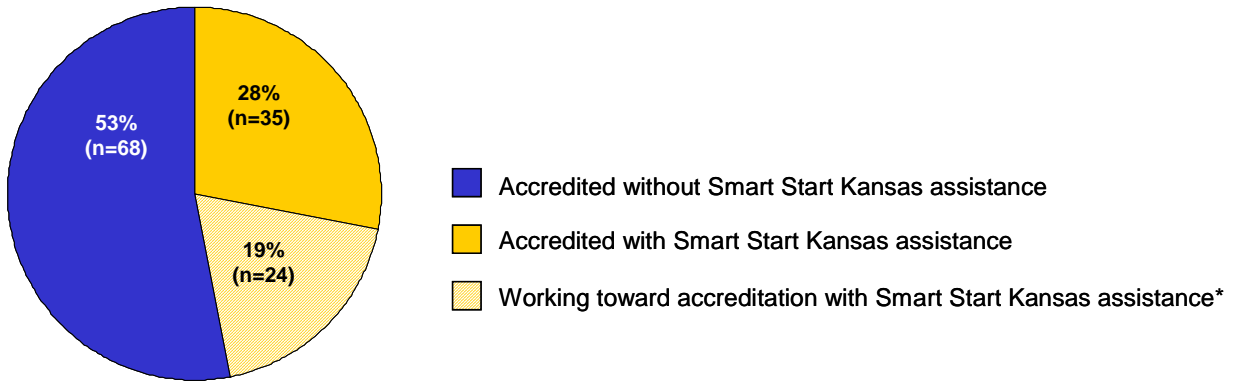 28%
(n=35)
53%
(n=68)
19%
(n=24)
Accredited without Smart Start Kansas assistance
Accredited with Smart Start Kansas assistance
Working toward accreditation with Smart Start Kansas assistance*